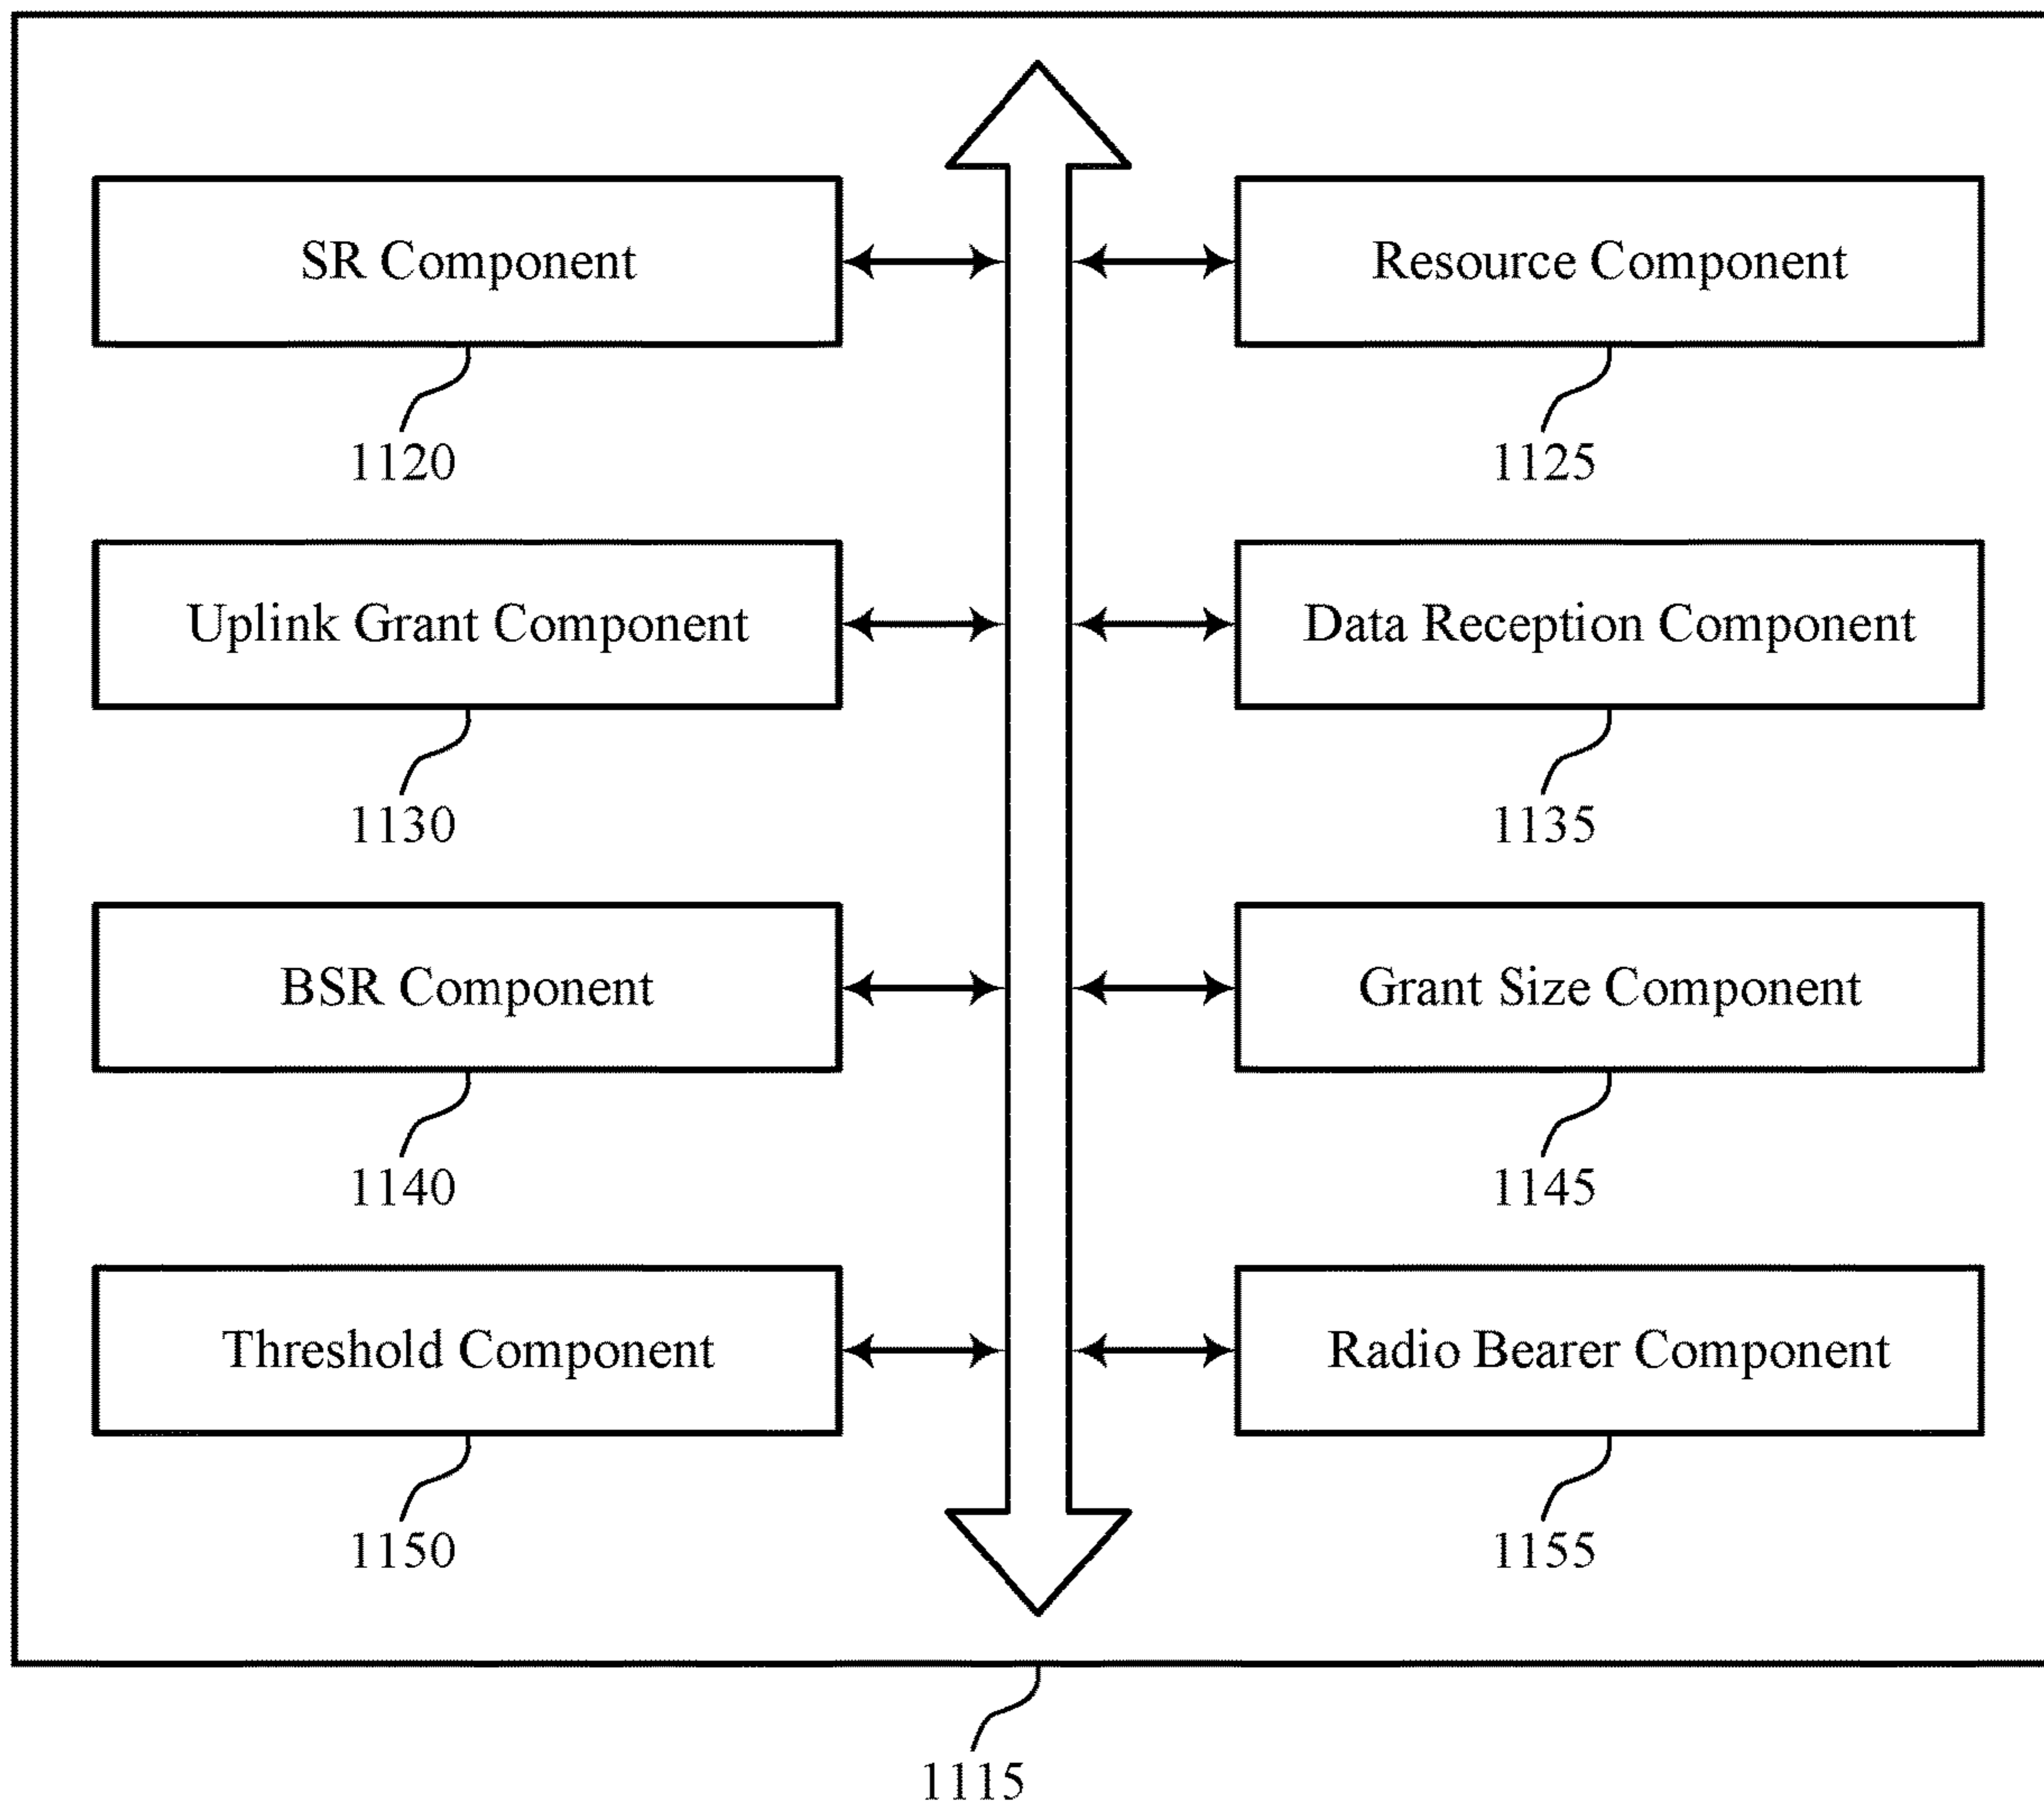 SR Component
Resource Component
1120
1125
Uplink Grant Component
Data Reception Component
1130
1135
BSR Component
Grant Size Component
1140
1145
Threshold Component
Radio Bearer Component
1150
1155
1115